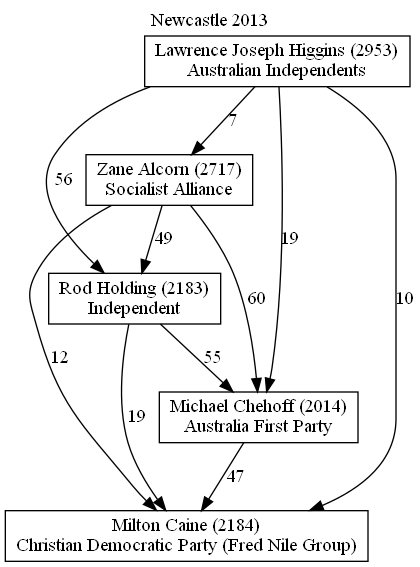 Newcastle 2013
Lawrence Joseph Higgins (2953)
Australian Independents
7
Zane Alcorn (2717)
Socialist Alliance
56
49
19
Rod Holding (2183)
Independent
60
10
12
55
19
Michael Chehoff (2014)
Australia First Party
47
Milton Caine (2184)
Christian Democratic Party (Fred Nile Group)